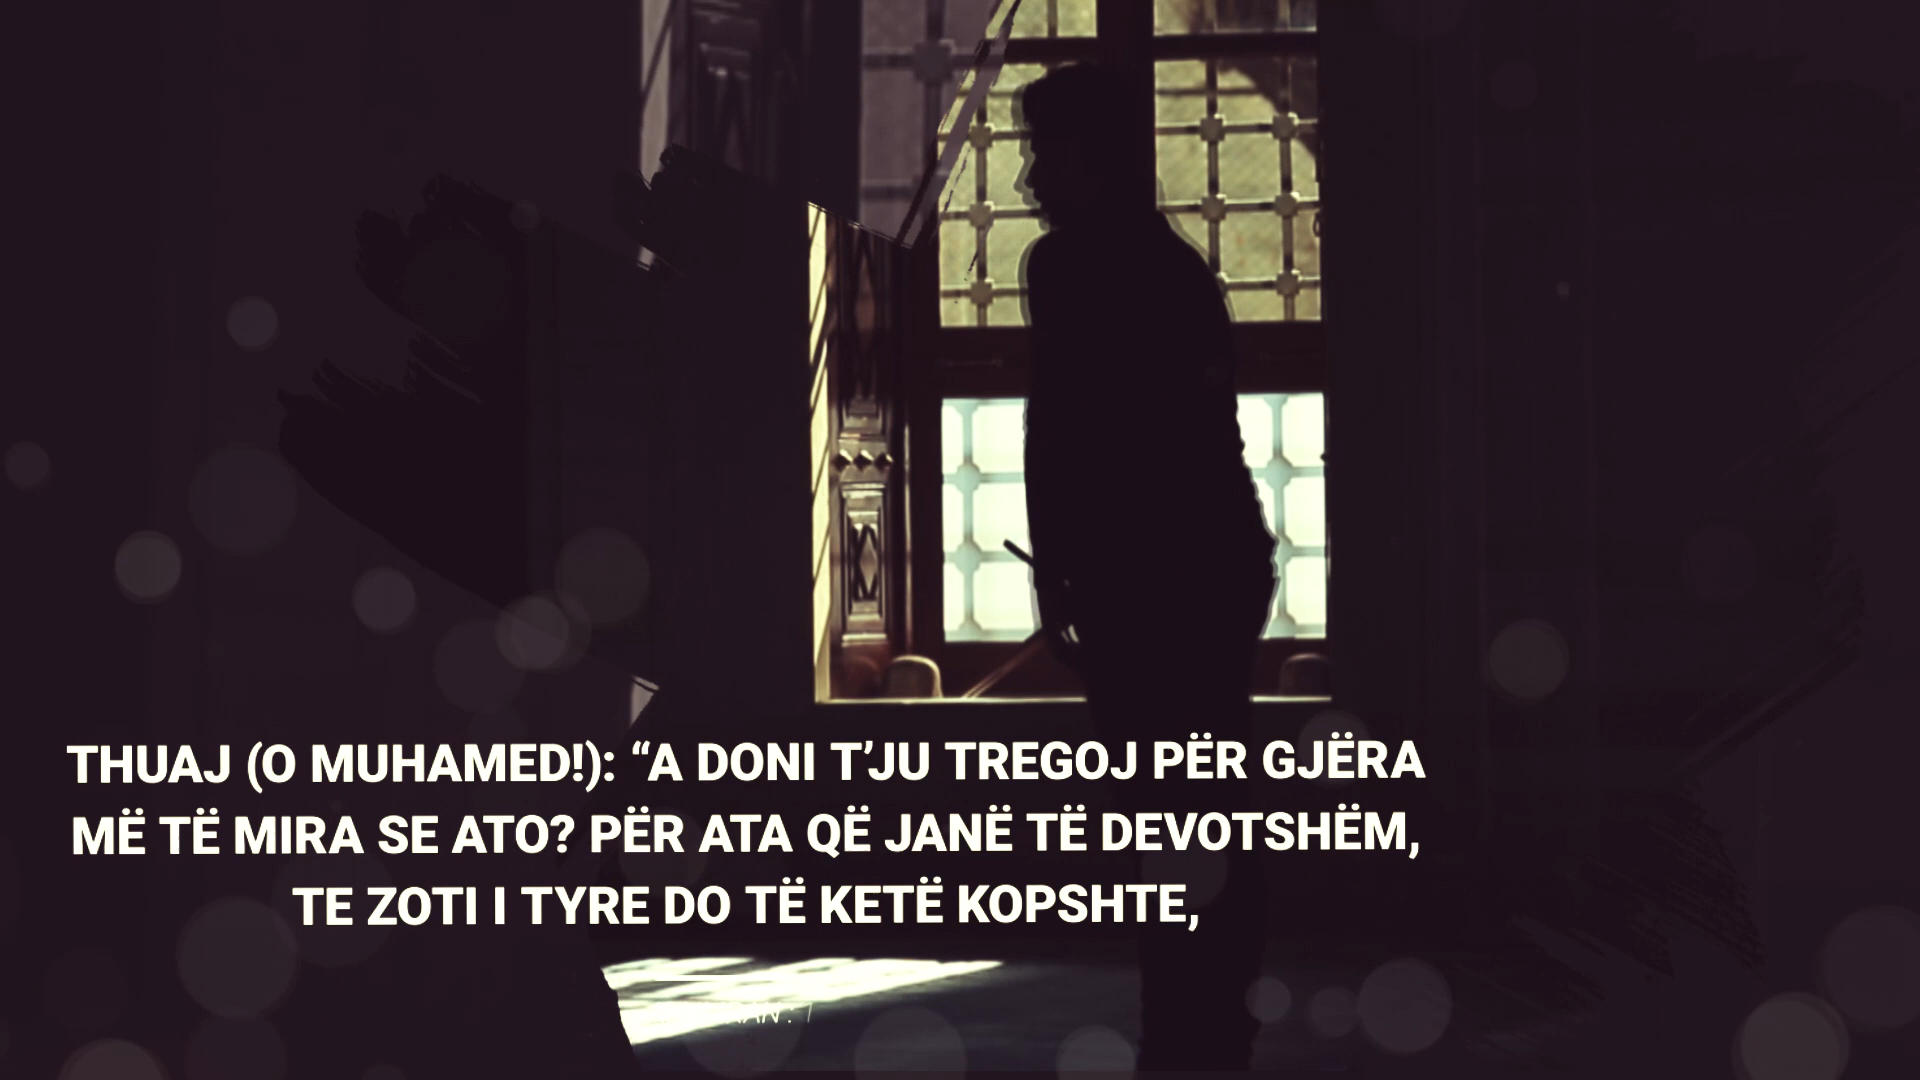 THUAJ (O MUHAMED!): “A DONI T’JU TREGOJ PËR GJËRA
MË TË MIRA SE ATO? PËR ATA QË JANË TË DEVOTSHËM,
TE ZOTI I TYRE DO TË KETË KOPSHTE,